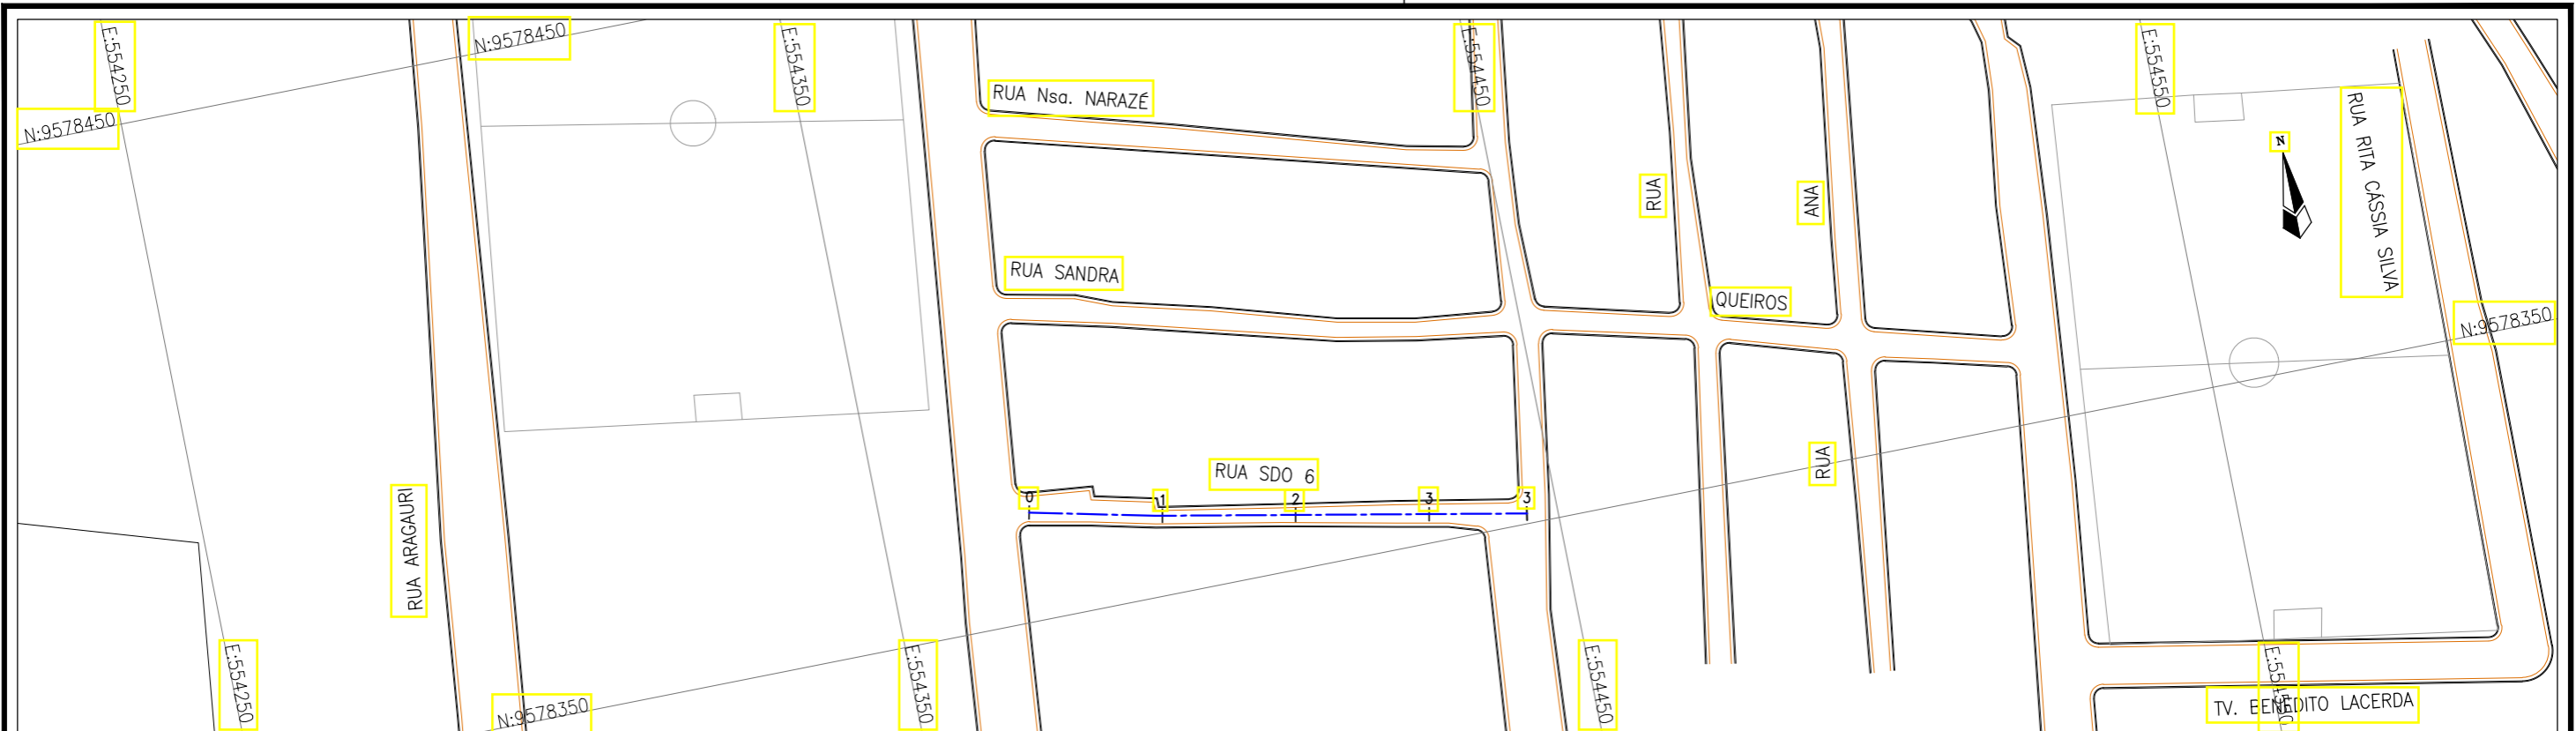 E:554250
N:9578450
E:554350
E:554450
E:554550
N:9578450
RUA Nsa. NARAZÉ
RUA RITA CÁSSIA SILVA
N
RUA
ANA
RUA SANDRA
QUEIROS
N:9578350
RUA SDO 6
RUA
0
1
2
3
3
RUA ARAGAURI
E:554250
N:9578350
E:554350
E:554450
E:554550
TV. BENEDITO LACERDA